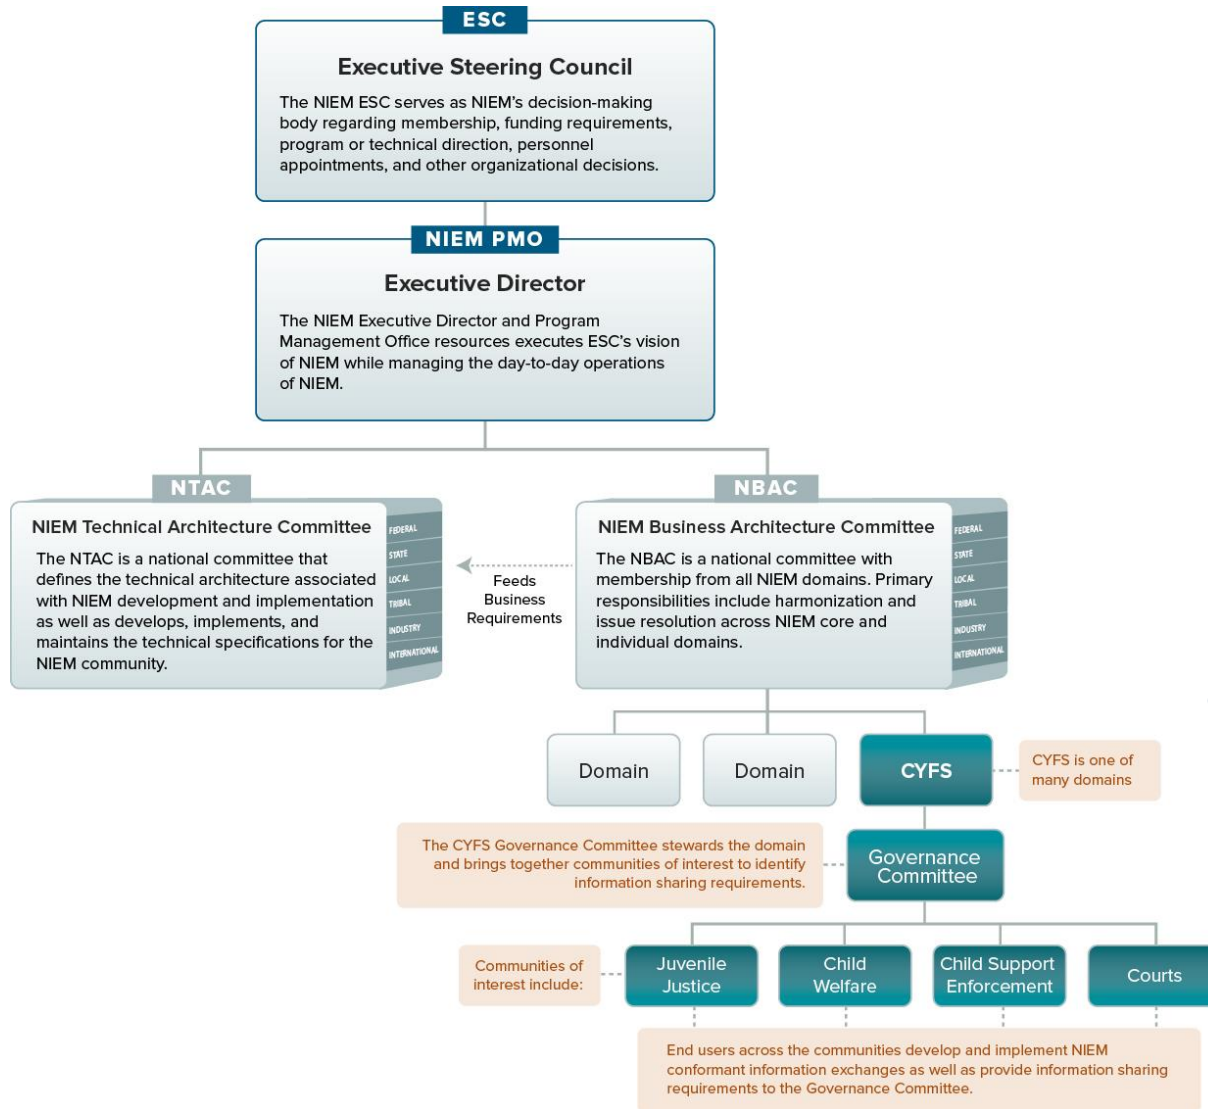 ESC
Executive Steering Council
The NIEM ESC serves as NIEM's decision-making
body regarding membership, funding requirements,
program or technical direction, personnel
appointments, and other organizational decisions.
NIEM PMO
Executive Director
The NIEM Executive Director and Program
Management Office resources executes ESC's vision
of NIEM while managing the day-to-day operations
of NIEM.
NTAC
NIEM Technical Architecture Committee
The NTAC is a national committee that
defines the technical architecture associated
with NIEM development and implementation
as well as develops, implements, and
maintains the technical specifications for the
NIEM community.
FEDERAL
STATE
LOCAL
TRIBAL
INDUSTRY
INTERNATIONAL
Feeds
Business
Requirements
NBAC
NIEM Business Architecture Committee
The NBAC is a national committee with
membership from all NIEM domains. Primary
responsibilities include harmonization and
issue resolution across NIEM core and
individual domains.
FEDERAL
STATE
LOCAL
TRIBAL
INDUSTRY
INTERNATIONAL
Domain
Domain
CYFS
CYFS is one of
many domains
The CYFS Governance Committee stewards the domain
and brings together communities of interest to identify
information sharing requirements.
Governance
Committee
Communities of
interest include:
Juvenile
Justice
Child
Welfare
Child Support
Enforcement
Courts
End users across the communities develop and implement NIEM
conformant information exchanges as well as provide information sharing
requirements to the Governance Committee.